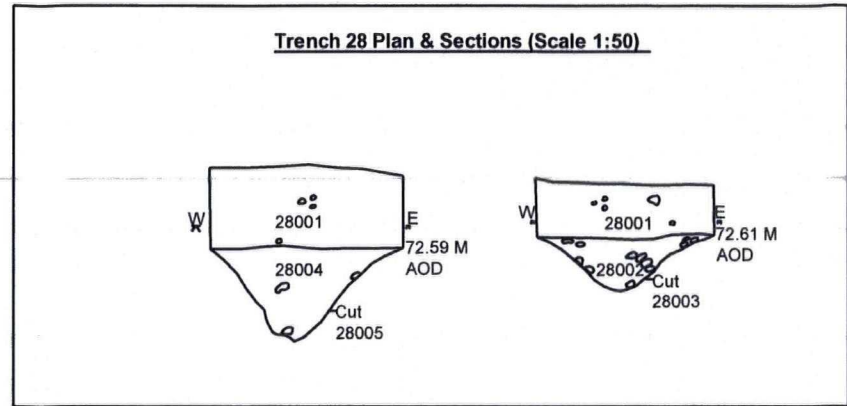 Trench 28 Plan & Sections (Scale 1:50)
W
28001
E
72.59 M
AOD
28004
Cut
28005
W
28001
E
72.61 M
AOD
28002
Cut
28003